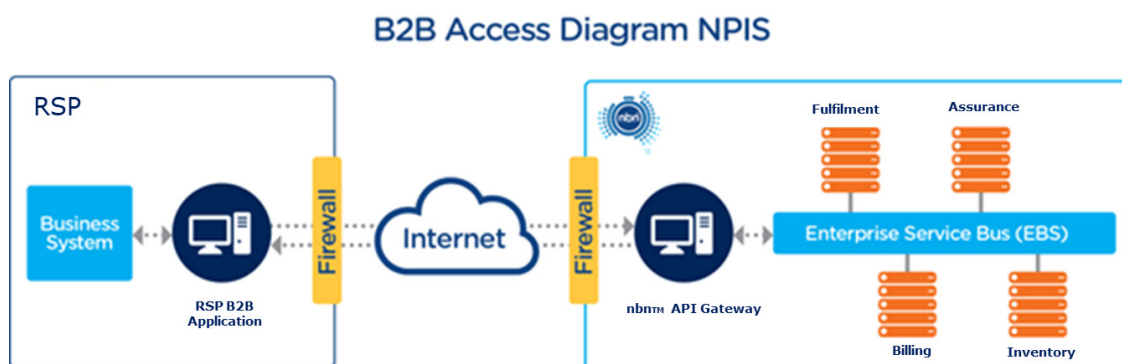 B2B Access Diagram NPIS
RSP
Business
System
RSP B2B
Application
Firewall
Internet
Firewall
nbn
nbn™ API Gateway
Fulfilment
Assurance
Enterprise Service Bus (EBS)
Billing
Inventory